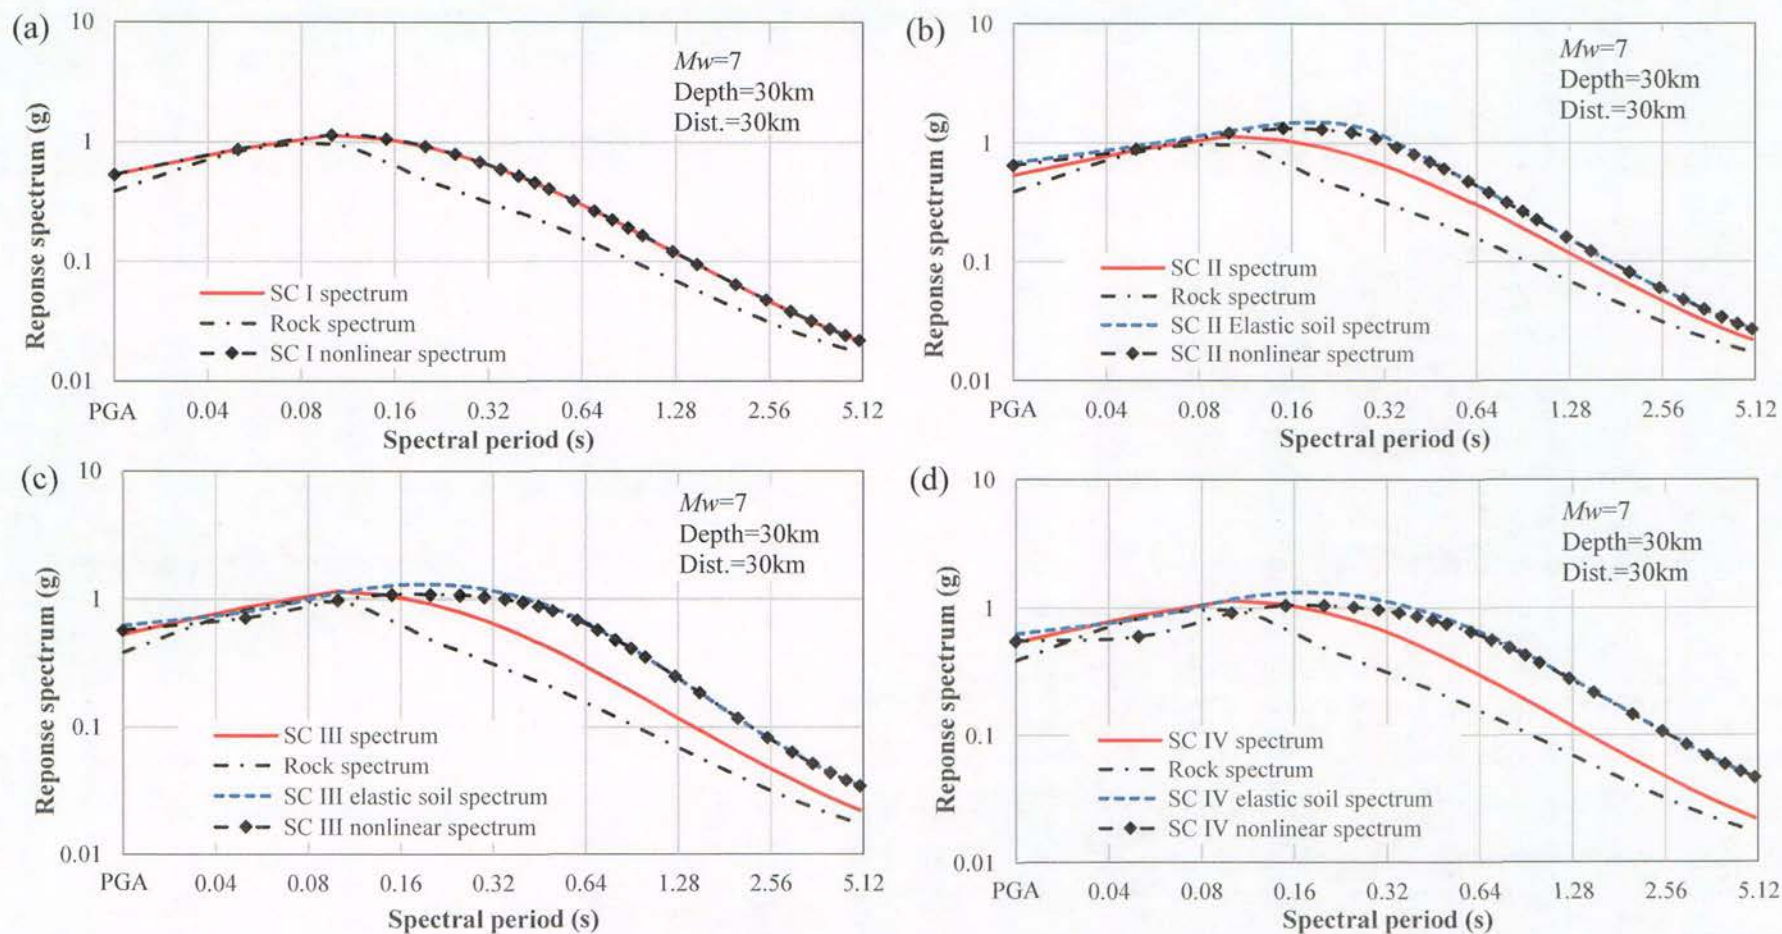 (a)
10
1
0.1
0.01
Reponse spectrum (g)
Mw=7
Depth=30km
Dist.=30km
SC I spectrum
Rock spectrum
SC I nonlinear spectrum
PGA 0.04 0.08 0.16 0.32 0.64 1.28 2.56 5.12
Spectral period (s)
(b)
10
1
0.1
0.01
Reponse spectrum (g)
Mw=7
Depth=30km
Dist.=30km
SC II spectrum
Rock spectrum
SC II Elastic soil spectrum
SC II nonlinear spectrum
PGA 0.04 0.08 0.16 0.32 0.64 1.28 2.56 5.12
Spectral period (s)
(c)
10
1
0.1
0.01
Reponse spectrum (g)
Mw=7
Depth=30km
Dist.=30km
SC III spectrum
Rock spectrum
SC III elastic soil spectrum
SC III nonlinear spectrum
PGA 0.04 0.08 0.16 0.32 0.64 1.28 2.56 5.12
Spectral period (s)
(d)
10
1
0.1
0.01
Reponse spectrum (g)
Mw=7
Depth=30km
Dist.=30km
SC IV spectrum
Rock spectrum
SC IV elastic soil spectrum
SC IV nonlinear spectrum
PGA 0.04 0.08 0.16 0.32 0.64 1.28 2.56 5.12
Spectral period (s)